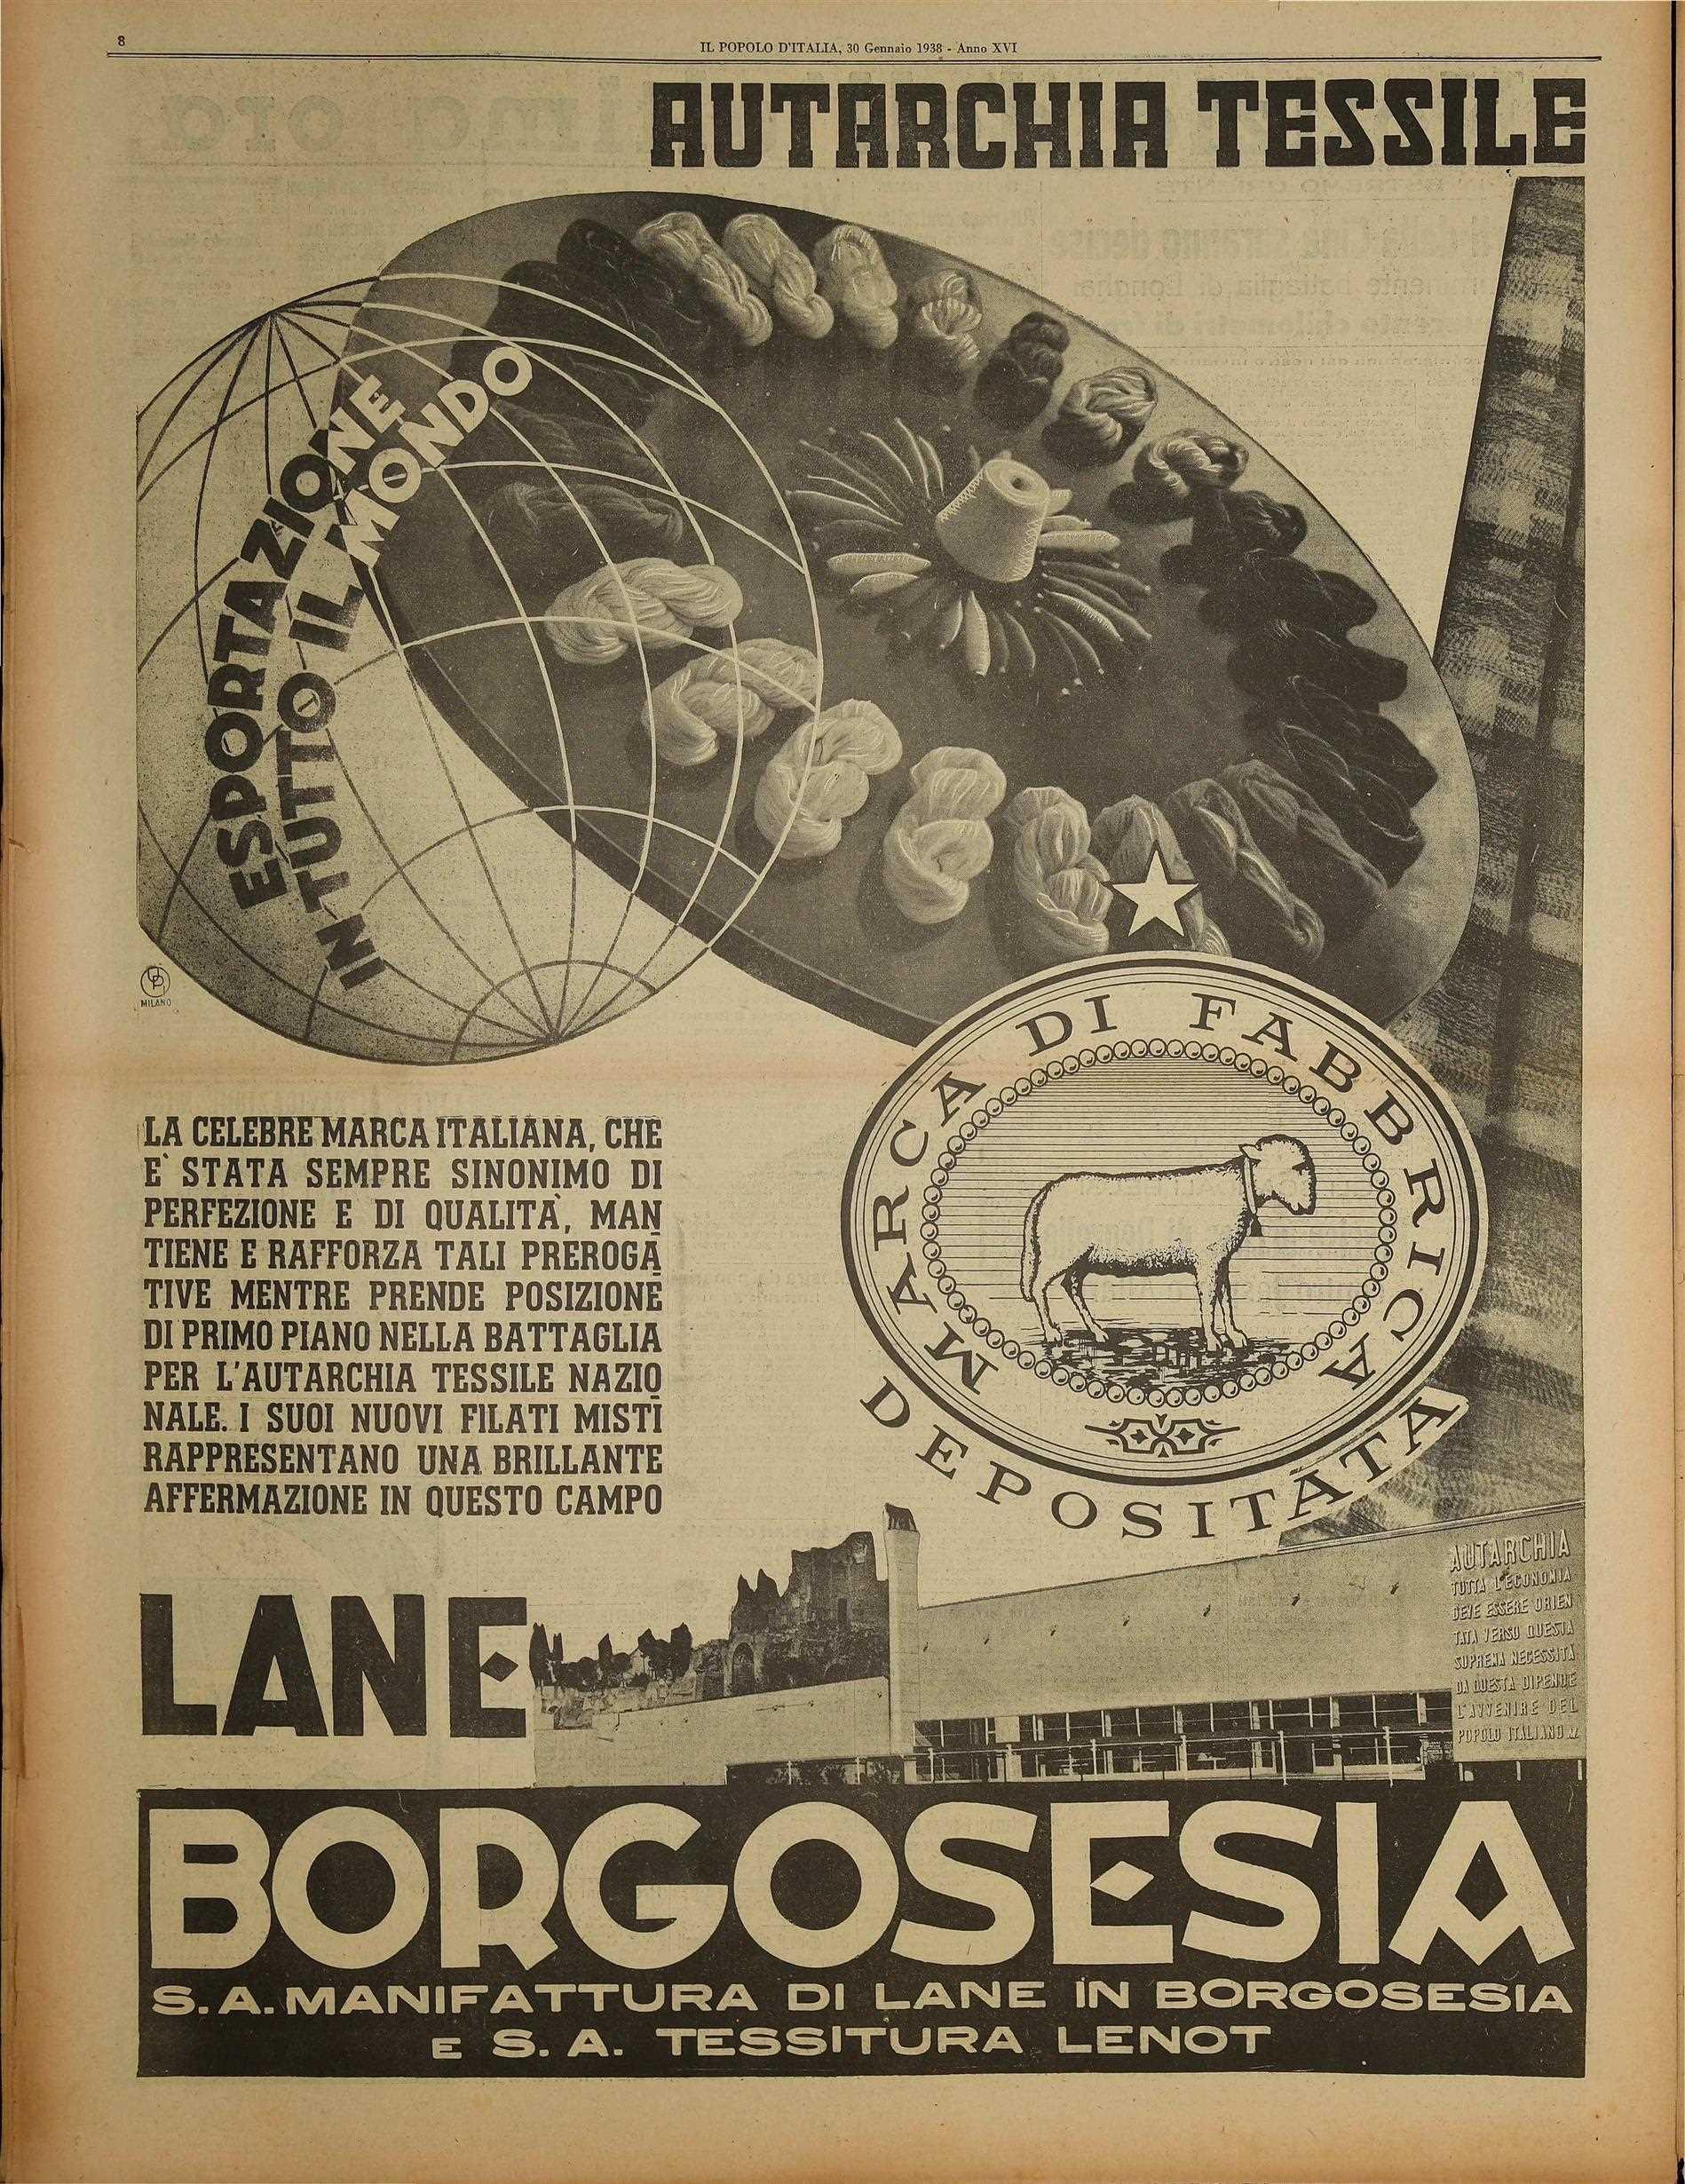 8
IL POPOLO D'ITALIA, 30 Gennaio 1938 - Anno XVI
AUTARCHIA TESSILE
ESPORTAZIONE
IN TUTTO IL MONDO
MILANO
MARCA DI FABBRICA
DEPOSITATA
LA CELEBRE MARCA ITALIANA, CHE
E` STATA SEMPRE SINONIMO DI
PERFEZIONE E DI QUALITÀ, MAN
TIENE E RAFFORZA TALI PREROGA
TIVE MENTRE PRENDE POSIZIONE
DI PRIMO PIANO NELLA BATTAGLIA
PER L'AUTARCHIA TESSILE NAZIO
NALE. I SUOI NUOVI FILATI MISTI
RAPPRESENTANO UNA BRILLANTE
AFFERMAZIONE IN QUESTO CAMPO
AUTARCHIA
TUTTA L'ECONOMIA
DEVE ESSERE ORIEN
TATA VERSO QUESTA
SUPREMA NECESSITÀ
DA QUESTA DIPENDE
L'AVVENIRE DEL
POPOLO ITALIANO M.
LANE
BORGOSESIA
S.A. MANIFATTURA DI LANE IN BORGOSESIA
E S. A. TESSITURA LENOT